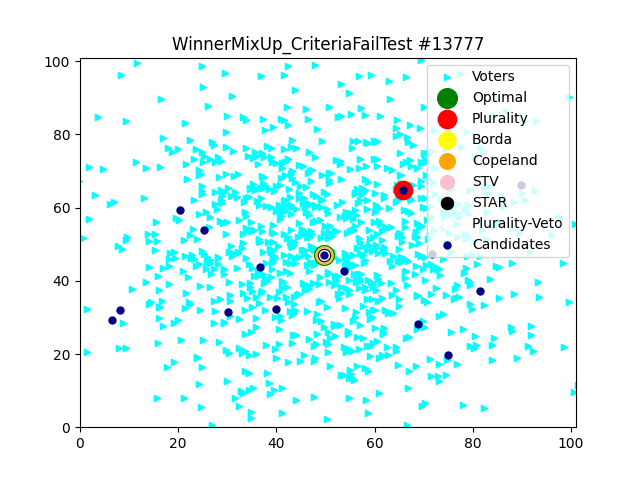 WinnerMixUp_CriteriaFailTest #13777
100
80
60
40
20
0
0 20 40 60 80 100
Voters
Optimal
Plurality
Borda
Copeland
STV
STAR
Plurality-Veto
Candidates